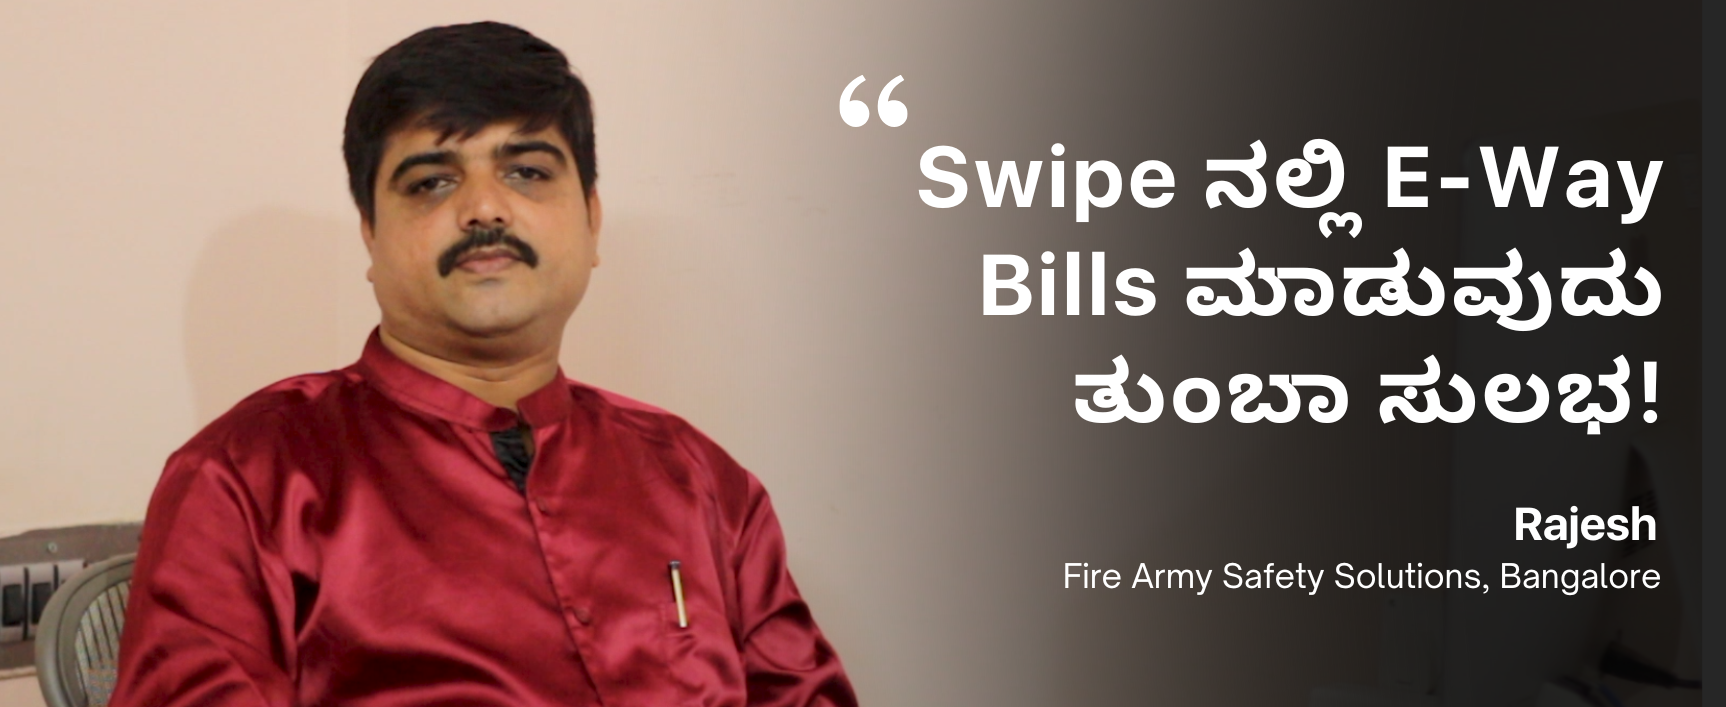 “
Swipe ನಲ್ಲಿ E-Way
Bills ಮಾಡುವುದು
ತುಂಬಾ ಸುಲಭ!
Rajesh
Fire Army Safety Solutions, Bangalore